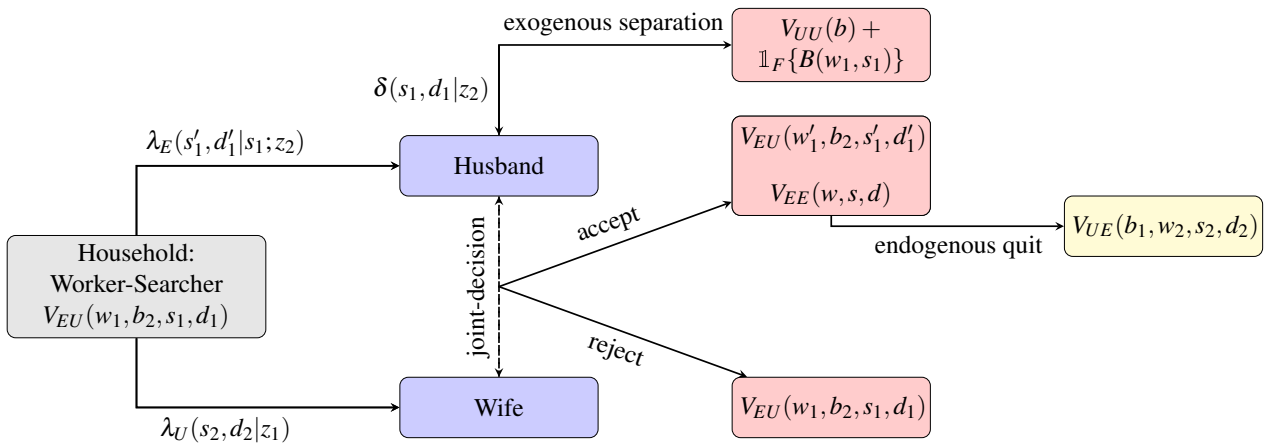 exogenous separation
V_{UU}(b) +
𝟙_F{B(w_1, s_1)}
δ(s_1, d_1|z_2)
λ_E(s′_1, d′_1|s_1; z_2)
Husband
V_{EU}(w′_1, b_2, s′_1, d′_1)
V_{EE}(w, s, d)
accept
endogenous quit
V_{UE}(b_1, w_2, s_2, d_2)
Household:
Worker-Searcher
V_{EU}(w_1, b_2, s_1, d_1)
joint-decision
reject
Wife
V_{EU}(w_1, b_2, s_1, d_1)
λ_U(s_2, d_2|z_1)